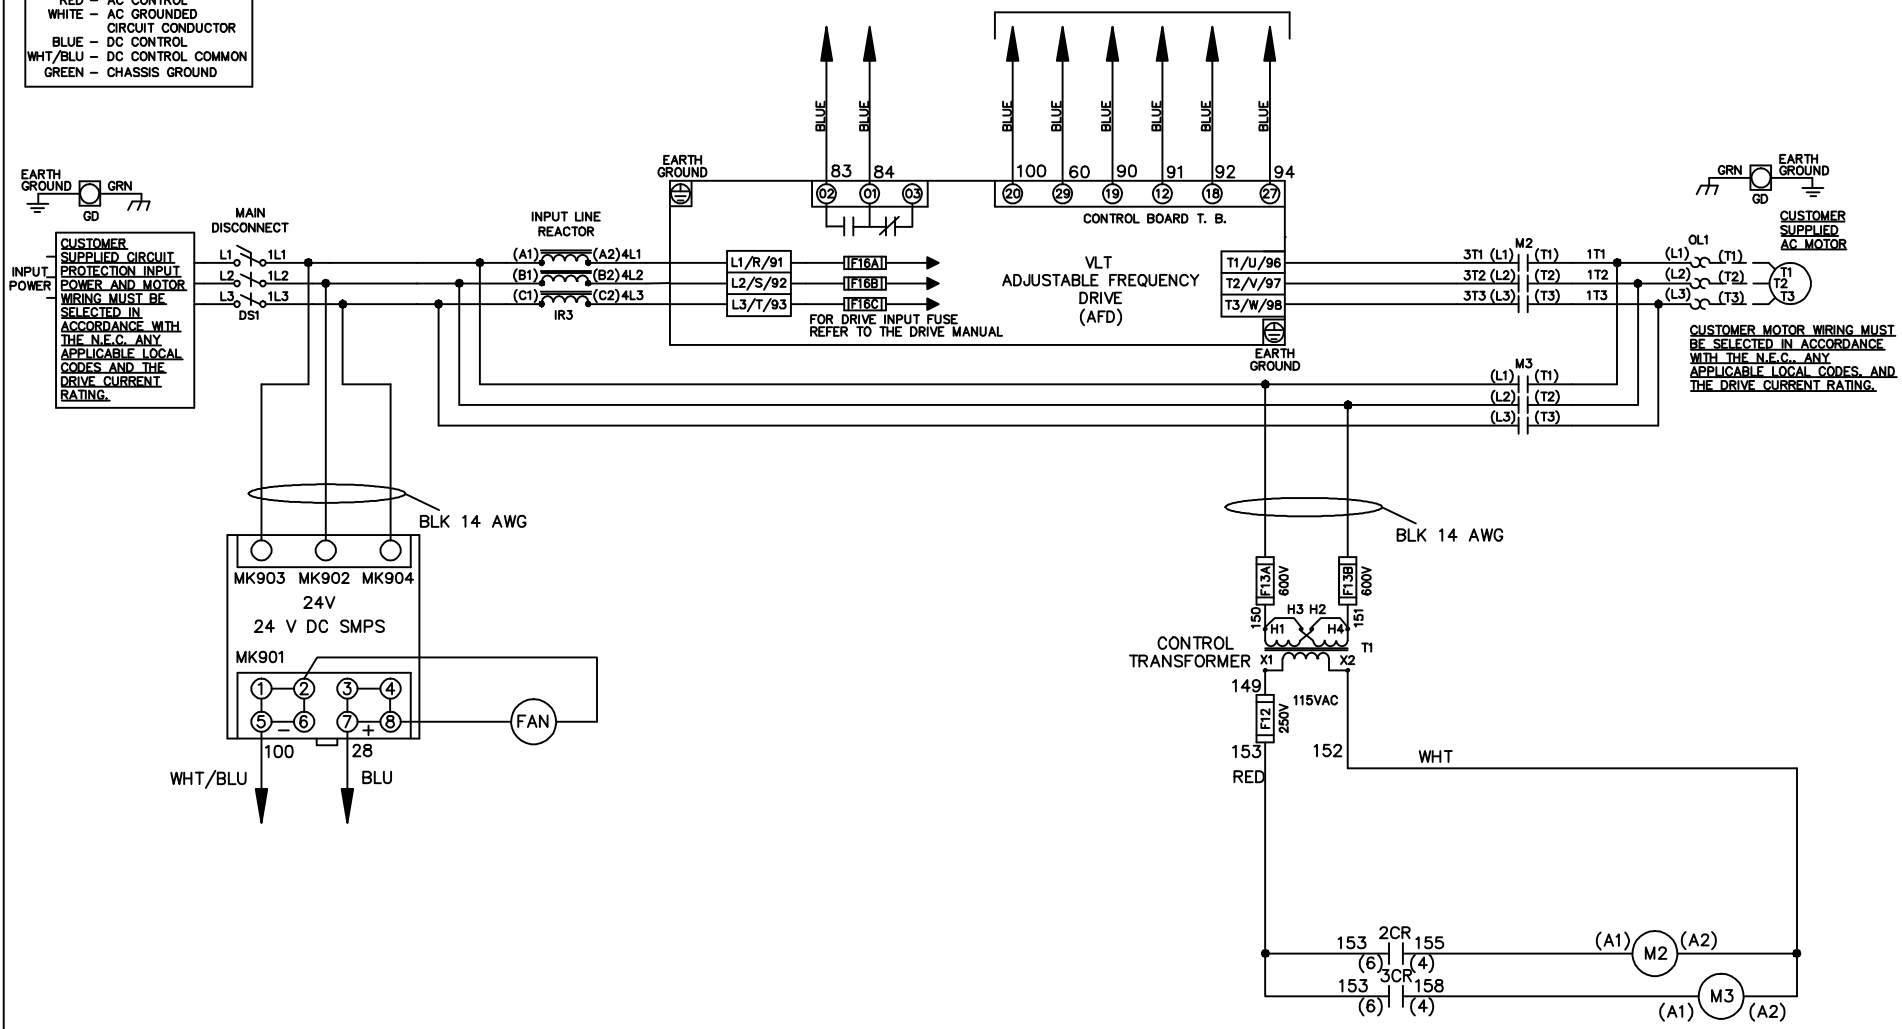 RED – AC CONTROL
WHITE – AC GROUNDED
CIRCUIT CONDUCTOR
BLUE – DC CONTROL
WHT/BLU – DC CONTROL COMMON
GREEN – CHASSIS GROUND
BLUE
BLUE
BLUE
BLUE
BLUE
BLUE
BLUE
BLUE
EARTH
GROUND
GRN
GD
EARTH
GROUND
83
84
100
60
90
91
92
94
02
01
03
20
29
19
12
18
27
CONTROL BOARD T. B.
GRN
EARTH
GROUND
GD
CUSTOMER
SUPPLIED
AC MOTOR
MAIN
DISCONNECT
INPUT
POWER
CUSTOMER
SUPPLIED CIRCUIT
PROTECTION INPUT
POWER AND MOTOR
WIRING MUST BE
SELECTED IN
ACCORDANCE WITH
THE N.E.C. ANY
APPLICABLE LOCAL
CODES AND THE
DRIVE CURRENT
RATING.
L1 1L1
L2 1L2
L3 1L3
DS1
INPUT LINE
REACTOR
(A1) (A2) 4L1
(B1) (B2) 4L2
(C1) (C2) 4L3
IR3
L1/R/91
L2/S/92
L3/T/93
F16A
F16B
F16C
FOR DRIVE INPUT FUSE
REFER TO THE DRIVE MANUAL
VLT
ADJUSTABLE FREQUENCY
DRIVE
(AFD)
T1/U/96
T2/V/97
T3/W/98
EARTH
GROUND
M2
3T1 (L1) (T1) 1T1
3T2 (L2) (T2) 1T2
3T3 (L3) (T3) 1T3
OL1
(L1) (T1)
(L2) (T2)
(L3) (T3)
T1
T2
T3
CUSTOMER MOTOR WIRING MUST
BE SELECTED IN ACCORDANCE
WITH THE N.E.C., ANY
APPLICABLE LOCAL CODES, AND
THE DRIVE CURRENT RATING.
M3
(L1) (T1)
(L2) (T2)
(L3) (T3)
BLK 14 AWG
MK903 MK902 MK904
24V
24 V DC SMPS
MK901
1 2 3 4
5 6 7 8
– +
FAN
100
28
WHT/BLU
BLU
BLK 14 AWG
F13A
600V
F13B
600V
150
151
H3 H2
H1
H4
T1
CONTROL
TRANSFORMER
X1
X2
149
115VAC
F12
250V
153
152
RED
WHT
2CR
153 155
(6) (4)
(A1) M2 (A2)
3CR
153 158
(6) (4)
(A1) M3 (A2)